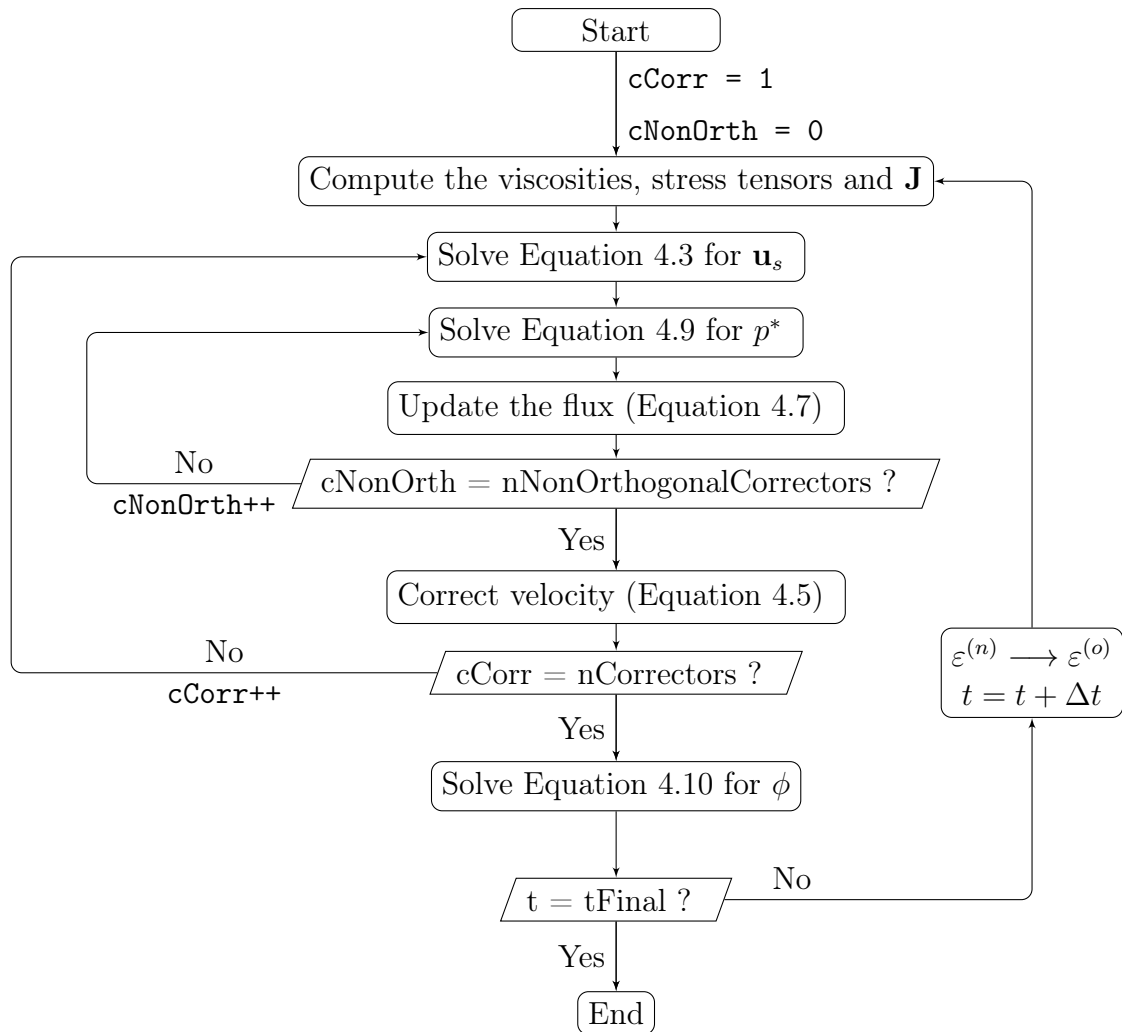 Start
cCorr = 1
cNonOrth = 0
Compute the viscosities, stress tensors and J
Solve Equation 4.3 for u_s
Solve Equation 4.9 for p*
Update the flux (Equation 4.7)
No
cNonOrth = nNonOrthogonalCorrectors ?
cNonOrth++
Yes
Correct velocity (Equation 4.5)
No
cCorr = nCorrectors ?
cCorr++
ε^(n) ⟶ ε^(o)
t = t + Δt
Yes
Solve Equation 4.10 for ϕ
t = tFinal ?
No
Yes
End